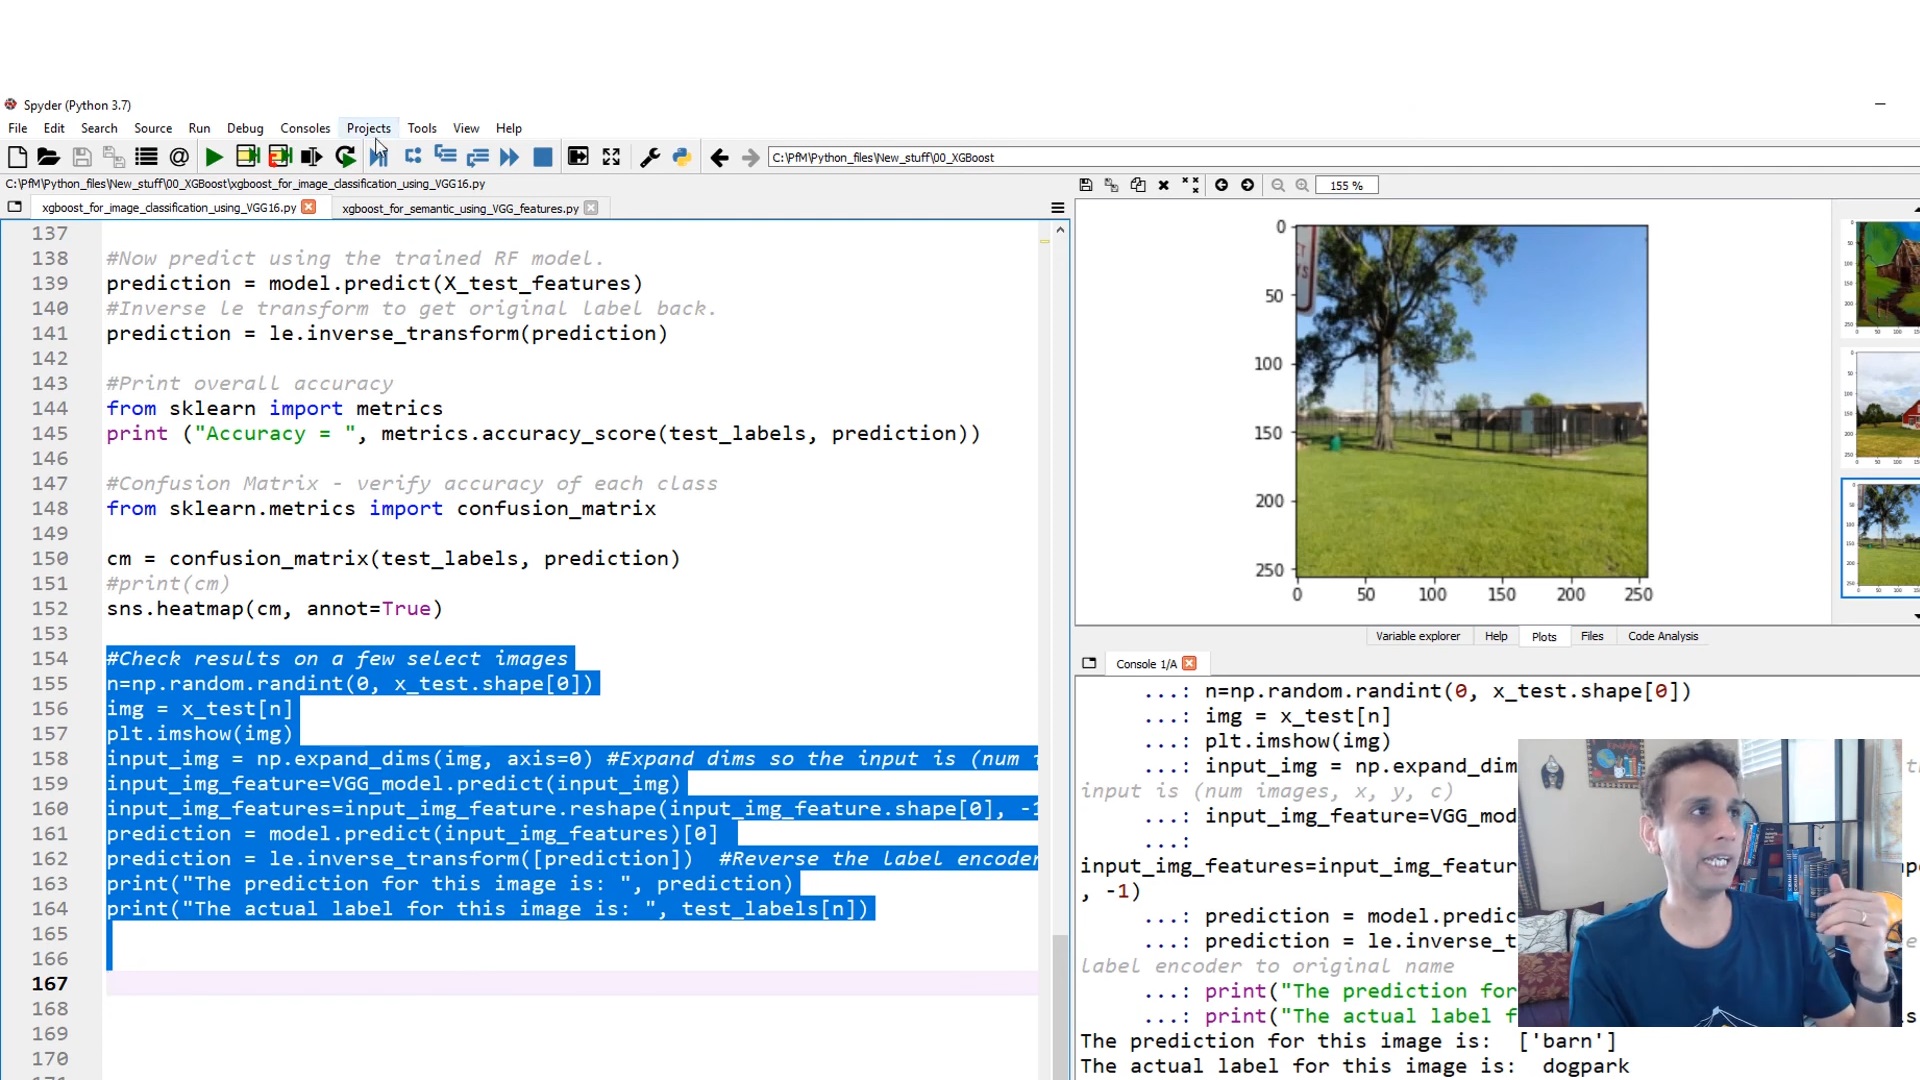 Spyder (Python 3.7)
File Edit Search Source Run Debug Consoles Projects Tools View Help
C:\PfM\Python_files\New_stuff\00_XGBoost
C:\PfM\Python_files\New_stuff\00_XGBoost\xgboost_for_image_classification_using_VGG16.py
xgboost_for_image_classification_using_VGG16.py xgboost_for_semantic_using_VGG_features.py
137
138 #Now predict using the trained RF model.
139 prediction = model.predict(X_test_features)
140 #Inverse le transform to get original label back.
141 prediction = le.inverse_transform(prediction)
142
143 #Print overall accuracy
144 from sklearn import metrics
145 print ("Accuracy = ", metrics.accuracy_score(test_labels, prediction))
146
147 #Confusion Matrix - verify accuracy of each class
148 from sklearn.metrics import confusion_matrix
149
150 cm = confusion_matrix(test_labels, prediction)
151 #print(cm)
152 sns.heatmap(cm, annot=True)
153
154 #Check results on a few select images
155 n=np.random.randint(0, x_test.shape[0])
156 img = x_test[n]
157 plt.imshow(img)
158 input_img = np.expand_dims(img, axis=0) #Expand dims so the input is (num
159 input_img_feature=VGG_model.predict(input_img)
160 input_img_features=input_img_feature.reshape(input_img_feature.shape[0], -1
161 prediction = model.predict(input_img_features)[0]
162 prediction = le.inverse_transform([prediction]) #Reverse the label encoder
163 print("The prediction for this image is: ", prediction)
164 print("The actual label for this image is: ", test_labels[n])
165
166
167
168
169
170
155 %
0
50
100
150
200
250
0 50 100 150 200 250
Variable explorer Help Plots Files Code Analysis
Console 1/A
...: n=np.random.randint(0, x_test.shape[0])
...: img = x_test[n]
...: plt.imshow(img)
...: input_img = np.expand_dim
input is (num images, x, y, c)
...: input_img_feature=VGG_mod
...:
input_img_features=input_img_featur
, -1)
...: prediction = model.predic
...: prediction = le.inverse_t
label encoder to original name
...: print("The prediction for
...: print("The actual label f
The prediction for this image is: ['barn']
The actual label for this image is: dogpark